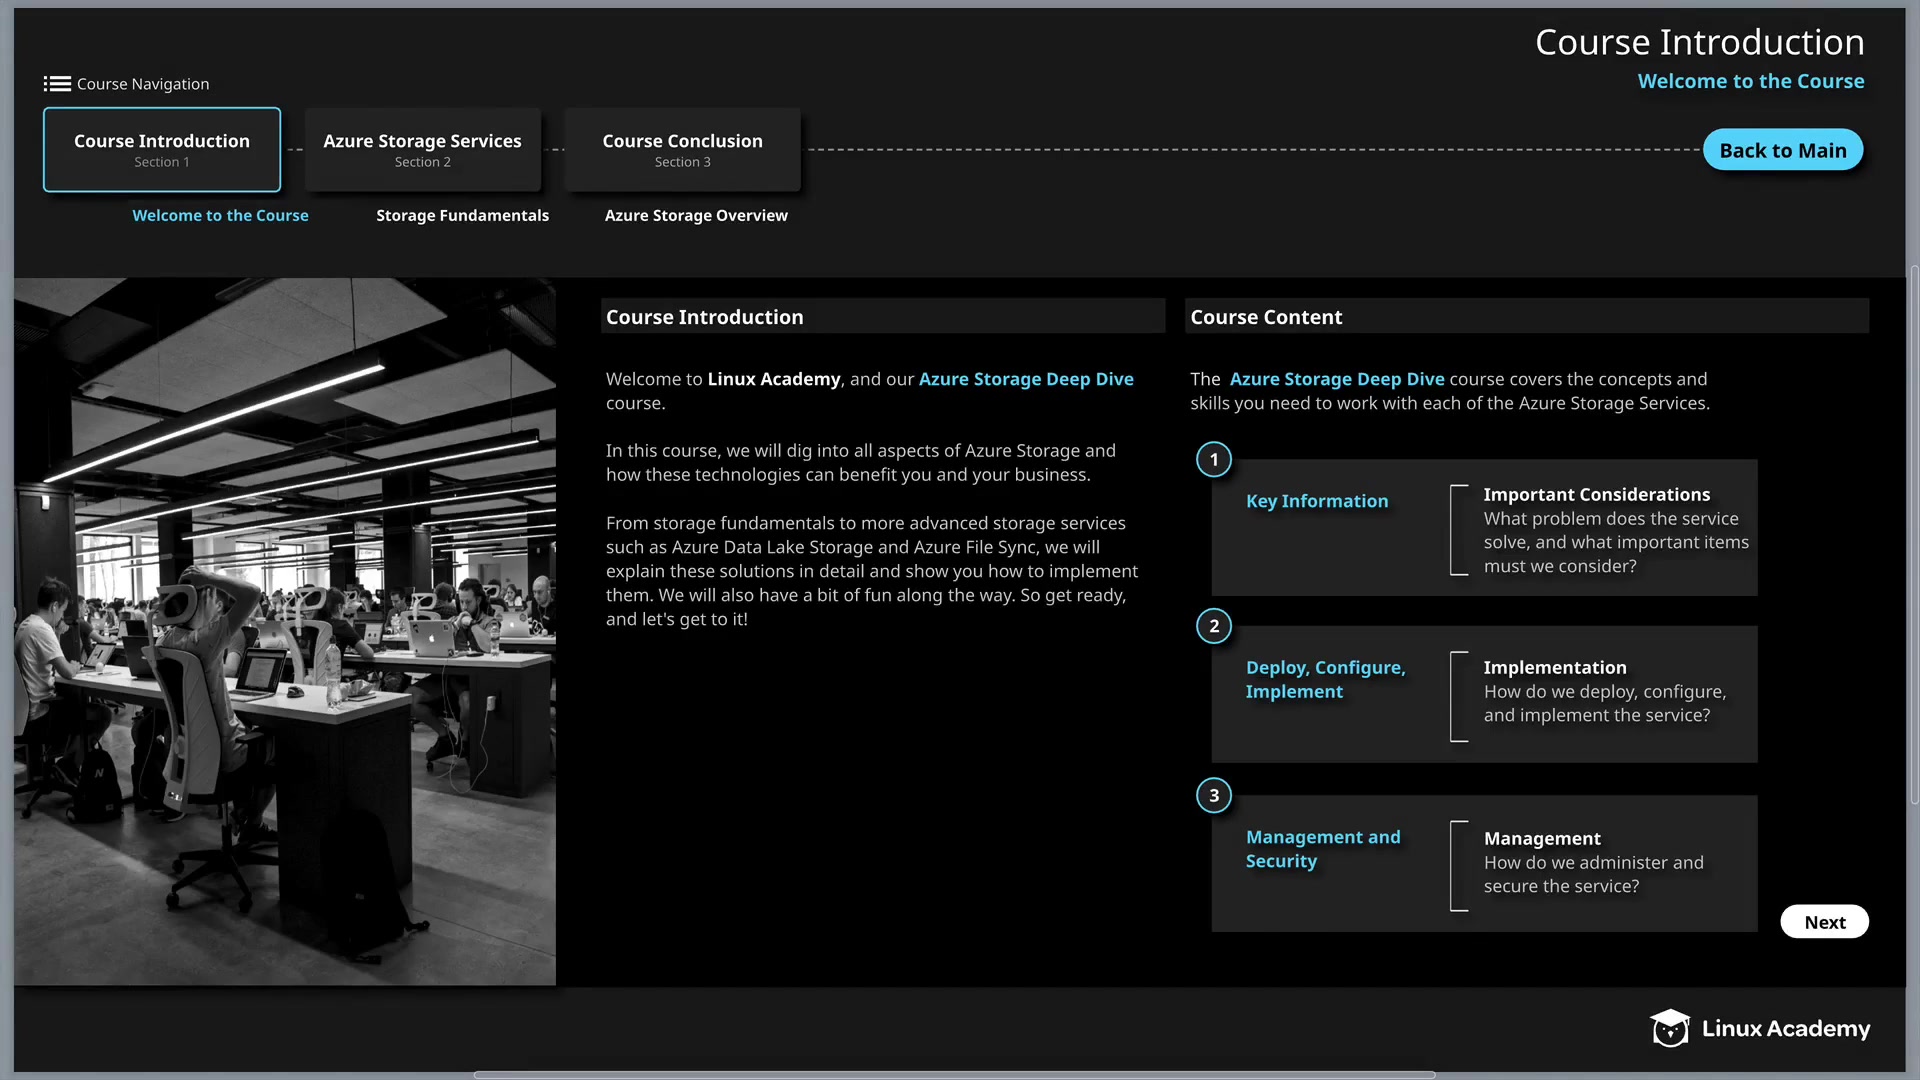 Course Introduction
Welcome to the Course
Course Navigation
Course Introduction
Section 1
Azure Storage Services
Section 2
Course Conclusion
Section 3
Back to Main
Welcome to the Course
Storage Fundamentals
Azure Storage Overview
Course Introduction
Welcome to Linux Academy, and our Azure Storage Deep Dive
course.
In this course, we will dig into all aspects of Azure Storage and
how these technologies can benefit you and your business.
From storage fundamentals to more advanced storage services
such as Azure Data Lake Storage and Azure File Sync, we will
explain these solutions in detail and show you how to implement
them. We will also have a bit of fun along the way. So get ready,
and let's get to it!
Course Content
The Azure Storage Deep Dive course covers the concepts and
skills you need to work with each of the Azure Storage Services.
1
Key Information
Important Considerations
What problem does the service
solve, and what important items
must we consider?
2
Deploy, Configure,
Implement
Implementation
How do we deploy, configure,
and implement the service?
3
Management and
Security
Management
How do we administer and
secure the service?
Next
Linux Academy